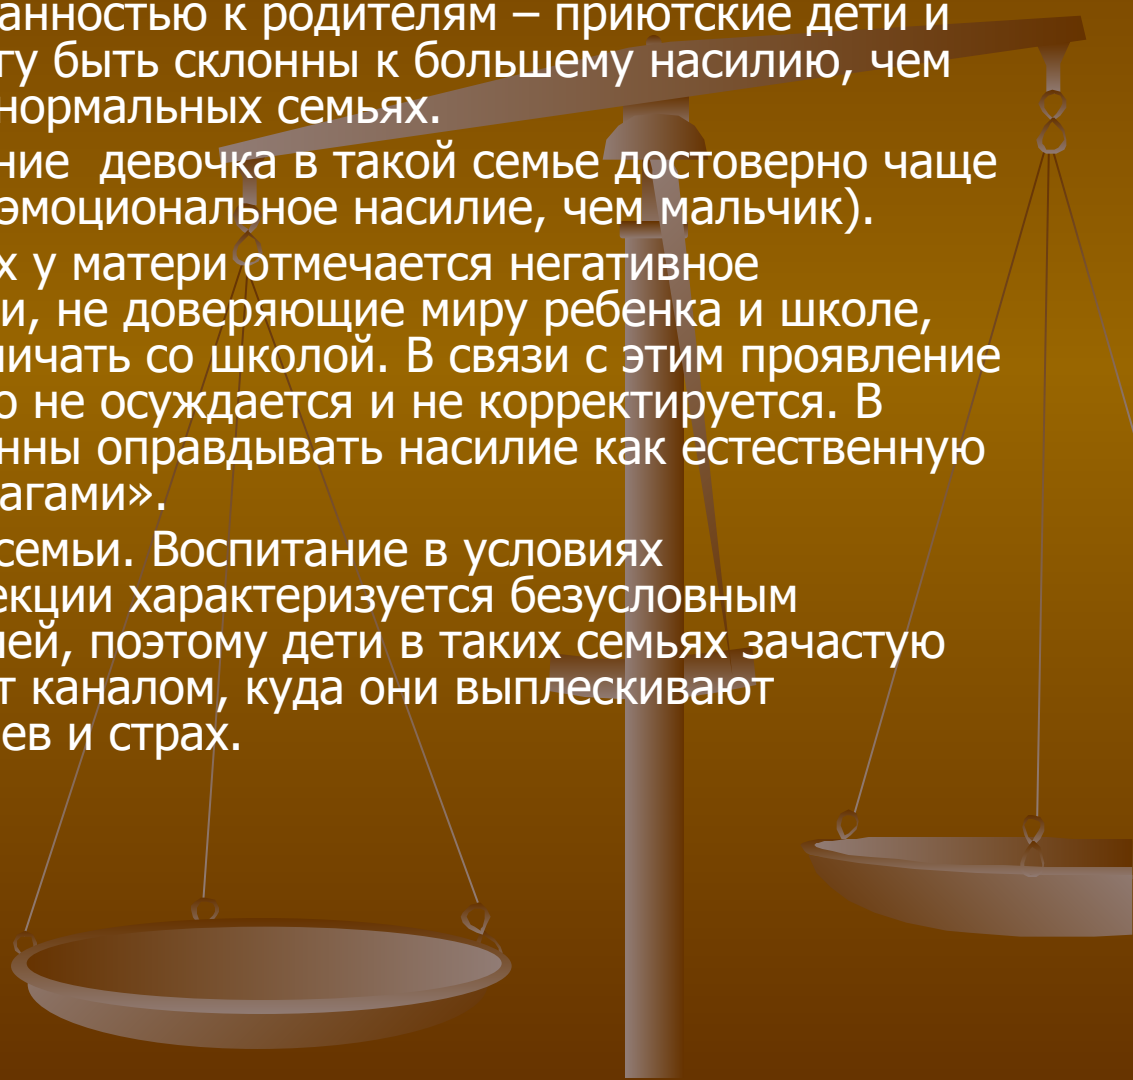 анностью к родителям – приютские дети и
гу быть склонны к большему насилию, чем
нормальных семьях.
ние девочка в такой семье достоверно чаще
эмоциональное насилие, чем мальчик).
х у матери отмечается негативное
и, не доверяющие миру ребенка и школе,
ничать со школой. В связи с этим проявление
о не осуждается и не корректируется. В
нны оправдывать насилие как естественную
агами».
семьи. Воспитание в условиях
екции характеризуется безусловным
лей, поэтому дети в таких семьях зачастую
т каналом, куда они выплескивают
ев и страх.